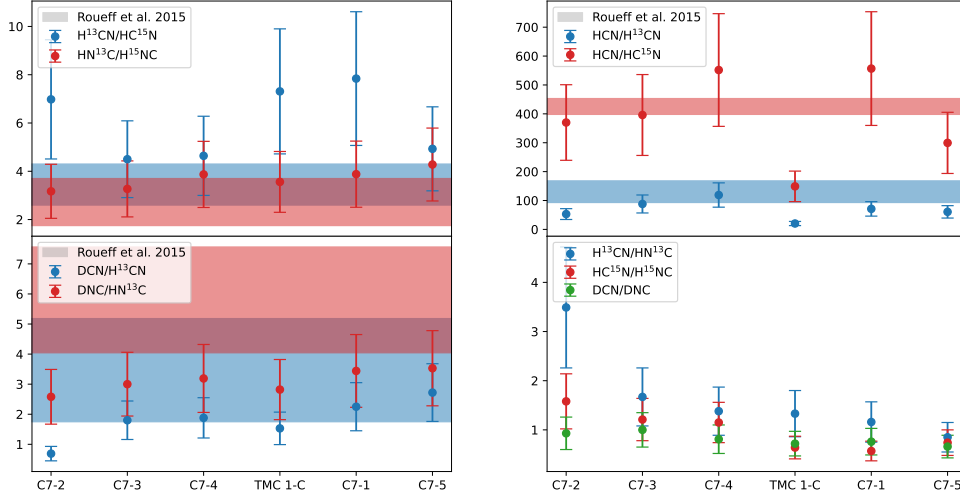 10
8
6
4
2
Roueff et al. 2015
H¹³CN/HC¹⁵N
HN¹³C/H¹⁵NC
700
600
500
400
300
200
100
0
Roueff et al. 2015
HCN/H¹³CN
HCN/HC¹⁵N
7
6
5
4
3
2
1
Roueff et al. 2015
DCN/H¹³CN
DNC/HN¹³C
C7-2 C7-3 C7-4 TMC 1-C C7-1 C7-5
4
3
2
1
H¹³CN/HN¹³C
HC¹⁵N/H¹⁵NC
DCN/DNC
C7-2 C7-3 C7-4 TMC 1-C C7-1 C7-5